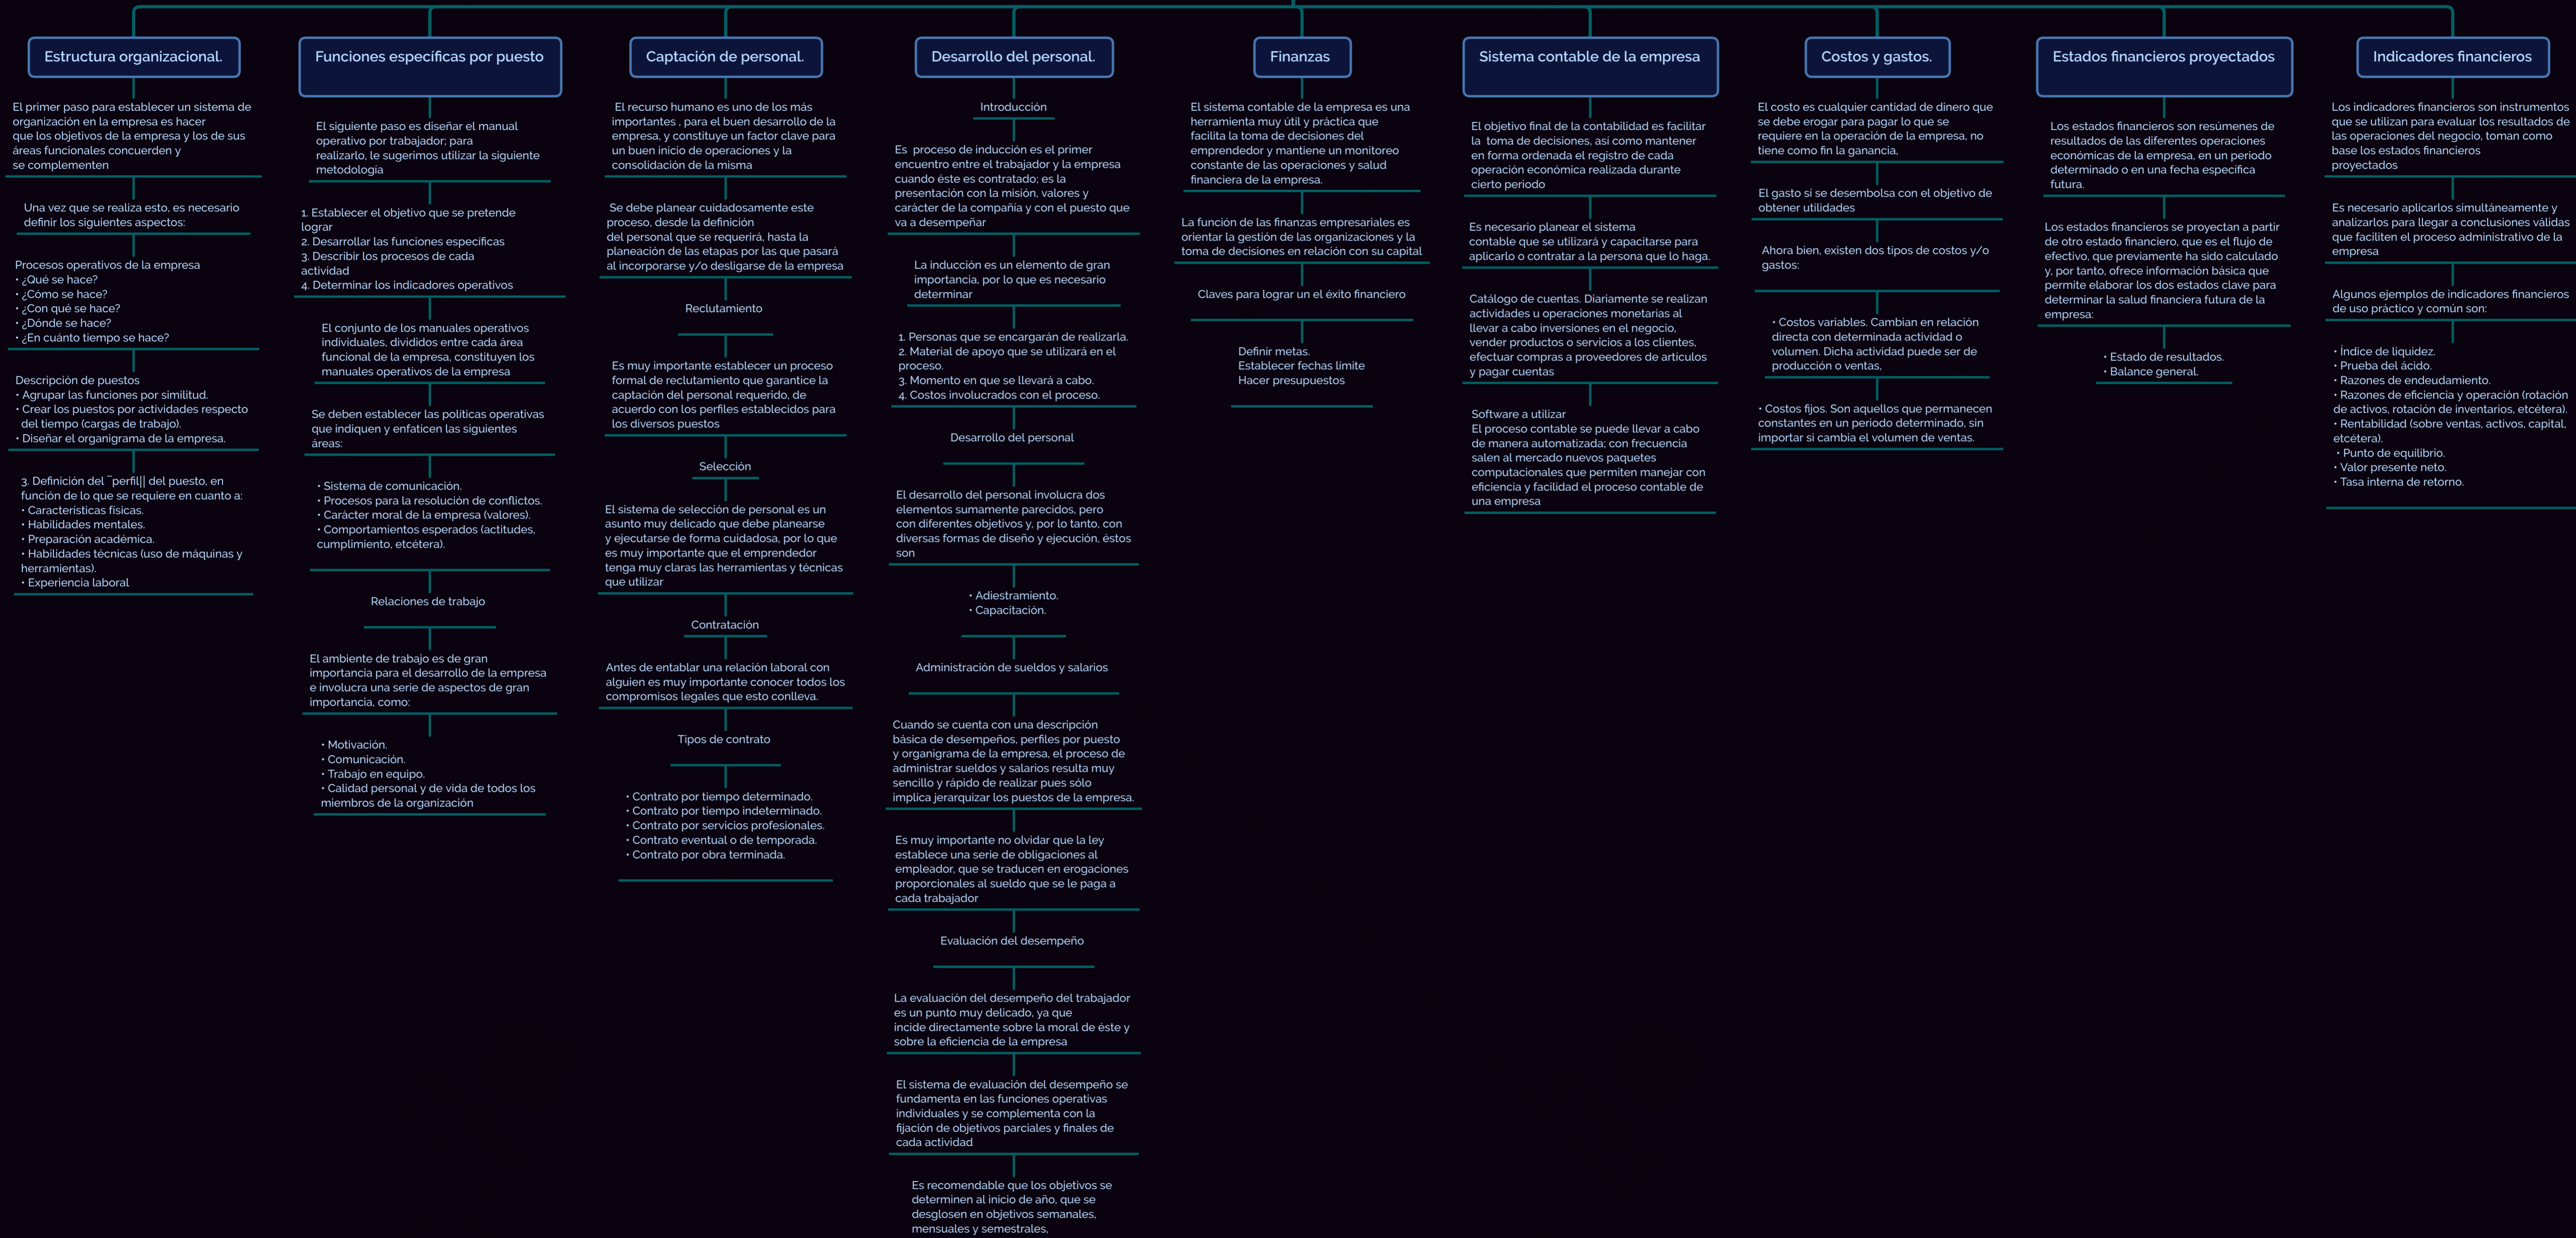 Estructura organizacional.
El primer paso para establecer un sistema de
organización en la empresa es hacer
que los objetivos de la empresa y los de sus
áreas funcionales concuerden y
se complementen
Una vez que se realiza esto, es necesario
definir los siguientes aspectos:
Procesos operativos de la empresa
• ¿Qué se hace?
• ¿Cómo se hace?
• ¿Con qué se hace?
• ¿Dónde se hace?
• ¿En cuánto tiempo se hace?
Descripción de puestos
• Agrupar las funciones por similitud.
• Crear los puestos por actividades respecto
del tiempo (cargas de trabajo).
• Diseñar el organigrama de la empresa.
3. Definición del ¯perfil|| del puesto, en
función de lo que se requiere en cuanto a:
• Características físicas.
• Habilidades mentales.
• Preparación académica.
• Habilidades técnicas (uso de máquinas y
herramientas).
• Experiencia laboral
Funciones específicas por puesto
El siguiente paso es diseñar el manual
operativo por trabajador; para
realizarlo, le sugerimos utilizar la siguiente
metodología
1. Establecer el objetivo que se pretende
lograr
2. Desarrollar las funciones específicas
3. Describir los procesos de cada
actividad
4. Determinar los indicadores operativos
El conjunto de los manuales operativos
individuales, divididos entre cada área
funcional de la empresa, constituyen los
manuales operativos de la empresa
Se deben establecer las políticas operativas
que indiquen y enfaticen las siguientes
áreas:
• Sistema de comunicación.
• Procesos para la resolución de conflictos.
• Carácter moral de la empresa (valores).
• Comportamientos esperados (actitudes,
cumplimiento, etcétera).
Relaciones de trabajo
El ambiente de trabajo es de gran
importancia para el desarrollo de la empresa
e involucra una serie de aspectos de gran
importancia, como:
• Motivación.
• Comunicación.
• Trabajo en equipo.
• Calidad personal y de vida de todos los
miembros de la organización
Captación de personal.
El recurso humano es uno de los más
importantes , para el buen desarrollo de la
empresa, y constituye un factor clave para
un buen inicio de operaciones y la
consolidación de la misma
Se debe planear cuidadosamente este
proceso, desde la definición
del personal que se requerirá, hasta la
planeación de las etapas por las que pasará
al incorporarse y/o desligarse de la empresa
Reclutamiento
Es muy importante establecer un proceso
formal de reclutamiento que garantice la
captación del personal requerido, de
acuerdo con los perfiles establecidos para
los diversos puestos
Selección
El sistema de selección de personal es un
asunto muy delicado que debe planearse
y ejecutarse de forma cuidadosa, por lo que
es muy importante que el emprendedor
tenga muy claras las herramientas y técnicas
que utilizar
Contratación
Antes de entablar una relación laboral con
alguien es muy importante conocer todos los
compromisos legales que esto conlleva.
Tipos de contrato
• Contrato por tiempo determinado.
• Contrato por tiempo indeterminado.
• Contrato por servicios profesionales.
• Contrato eventual o de temporada.
• Contrato por obra terminada.
Desarrollo del personal.
Introducción
Es  proceso de inducción es el primer
encuentro entre el trabajador y la empresa
cuando éste es contratado; es la
presentación con la misión, valores y
carácter de la compañía y con el puesto que
va a desempeñar
La inducción es un elemento de gran
importancia, por lo que es necesario
determinar
1. Personas que se encargarán de realizarla.
2. Material de apoyo que se utilizará en el
proceso.
3. Momento en que se llevará a cabo.
4. Costos involucrados con el proceso.
Desarrollo del personal
El desarrollo del personal involucra dos
elementos sumamente parecidos, pero
con diferentes objetivos y, por lo tanto, con
diversas formas de diseño y ejecución, éstos
son
• Adiestramiento.
• Capacitación.
Administración de sueldos y salarios
Cuando se cuenta con una descripción
básica de desempeños, perfiles por puesto
y organigrama de la empresa, el proceso de
administrar sueldos y salarios resulta muy
sencillo y rápido de realizar pues sólo
implica jerarquizar los puestos de la empresa.
Es muy importante no olvidar que la ley
establece una serie de obligaciones al
empleador, que se traducen en erogaciones
proporcionales al sueldo que se le paga a
cada trabajador
Evaluación del desempeño
La evaluación del desempeño del trabajador
es un punto muy delicado, ya que
incide directamente sobre la moral de éste y
sobre la eficiencia de la empresa
El sistema de evaluación del desempeño se
fundamenta en las funciones operativas
individuales y se complementa con la
fijación de objetivos parciales y finales de
cada actividad
Es recomendable que los objetivos se
determinen al inicio de año, que se
desglosen en objetivos semanales,
mensuales y semestrales,
Finanzas
El sistema contable de la empresa es una
herramienta muy útil y práctica que
facilita la toma de decisiones del
emprendedor y mantiene un monitoreo
constante de las operaciones y salud
financiera de la empresa.
La función de las finanzas empresariales es
orientar la gestión de las organizaciones y la
toma de decisiones en relación con su capital
Claves para lograr un el éxito financiero
Definir metas.
Establecer fechas límite
Hacer presupuestos
Sistema contable de la empresa
El objetivo final de la contabilidad es facilitar
la  toma de decisiones, así como mantener
en forma ordenada el registro de cada
operación económica realizada durante
cierto periodo
Es necesario planear el sistema
contable que se utilizará y capacitarse para
aplicarlo o contratar a la persona que lo haga.
Catálogo de cuentas. Diariamente se realizan
actividades u operaciones monetarias al
llevar a cabo inversiones en el negocio,
vender productos o servicios a los clientes,
efectuar compras a proveedores de artículos
y pagar cuentas
Software a utilizar
El proceso contable se puede llevar a cabo
de manera automatizada; con frecuencia
salen al mercado nuevos paquetes
computacionales que permiten manejar con
eficiencia y facilidad el proceso contable de
una empresa
Costos y gastos.
El costo es cualquier cantidad de dinero que
se debe erogar para pagar lo que se
requiere en la operación de la empresa, no
tiene como fin la ganancia,
El gasto sí se desembolsa con el objetivo de
obtener utilidades
Ahora bien, existen dos tipos de costos y/o
gastos:
• Costos variables. Cambian en relación
directa con determinada actividad o
volumen. Dicha actividad puede ser de
producción o ventas,
• Costos fijos. Son aquellos que permanecen
constantes en un periodo determinado, sin
importar si cambia el volumen de ventas.
Estados financieros proyectados
Los estados financieros son resúmenes de
resultados de las diferentes operaciones
económicas de la empresa, en un periodo
determinado o en una fecha específica
futura.
Los estados financieros se proyectan a partir
de otro estado financiero, que es el flujo de
efectivo, que previamente ha sido calculado
y, por tanto, ofrece información básica que
permite elaborar los dos estados clave para
determinar la salud financiera futura de la
empresa:
• Estado de resultados.
• Balance general.
Indicadores financieros
Los indicadores financieros son instrumentos
que se utilizan para evaluar los resultados de
las operaciones del negocio, toman como
base los estados financieros
proyectados
Es necesario aplicarlos simultáneamente y
analizarlos para llegar a conclusiones válidas
que faciliten el proceso administrativo de la
empresa
Algunos ejemplos de indicadores financieros
de uso práctico y común son:
• Índice de liquidez.
• Prueba del ácido.
• Razones de endeudamiento.
• Razones de eficiencia y operación (rotación
de activos, rotación de inventarios, etcétera).
• Rentabilidad (sobre ventas, activos, capital,
etcétera).
• Punto de equilibrio.
• Valor presente neto.
• Tasa interna de retorno.